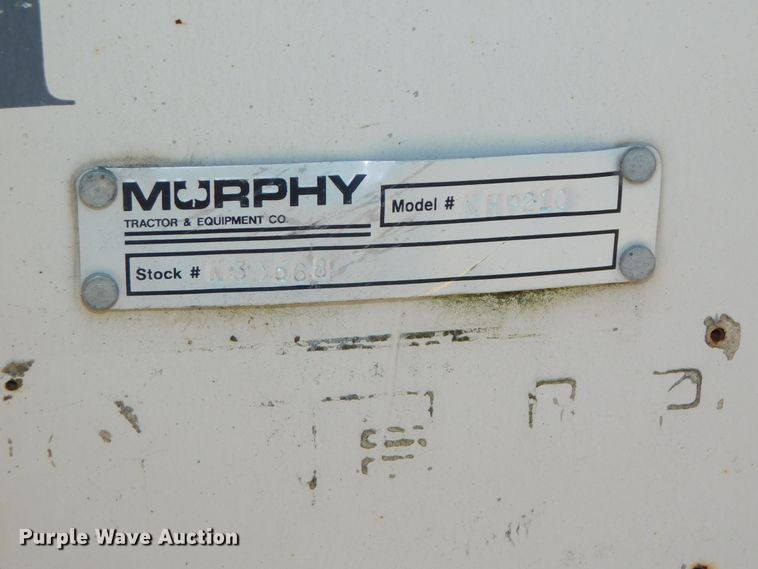 MURPHY
TRACTOR & EQUIPMENT CO.
Model #
Stock #
Purple Wave Auction